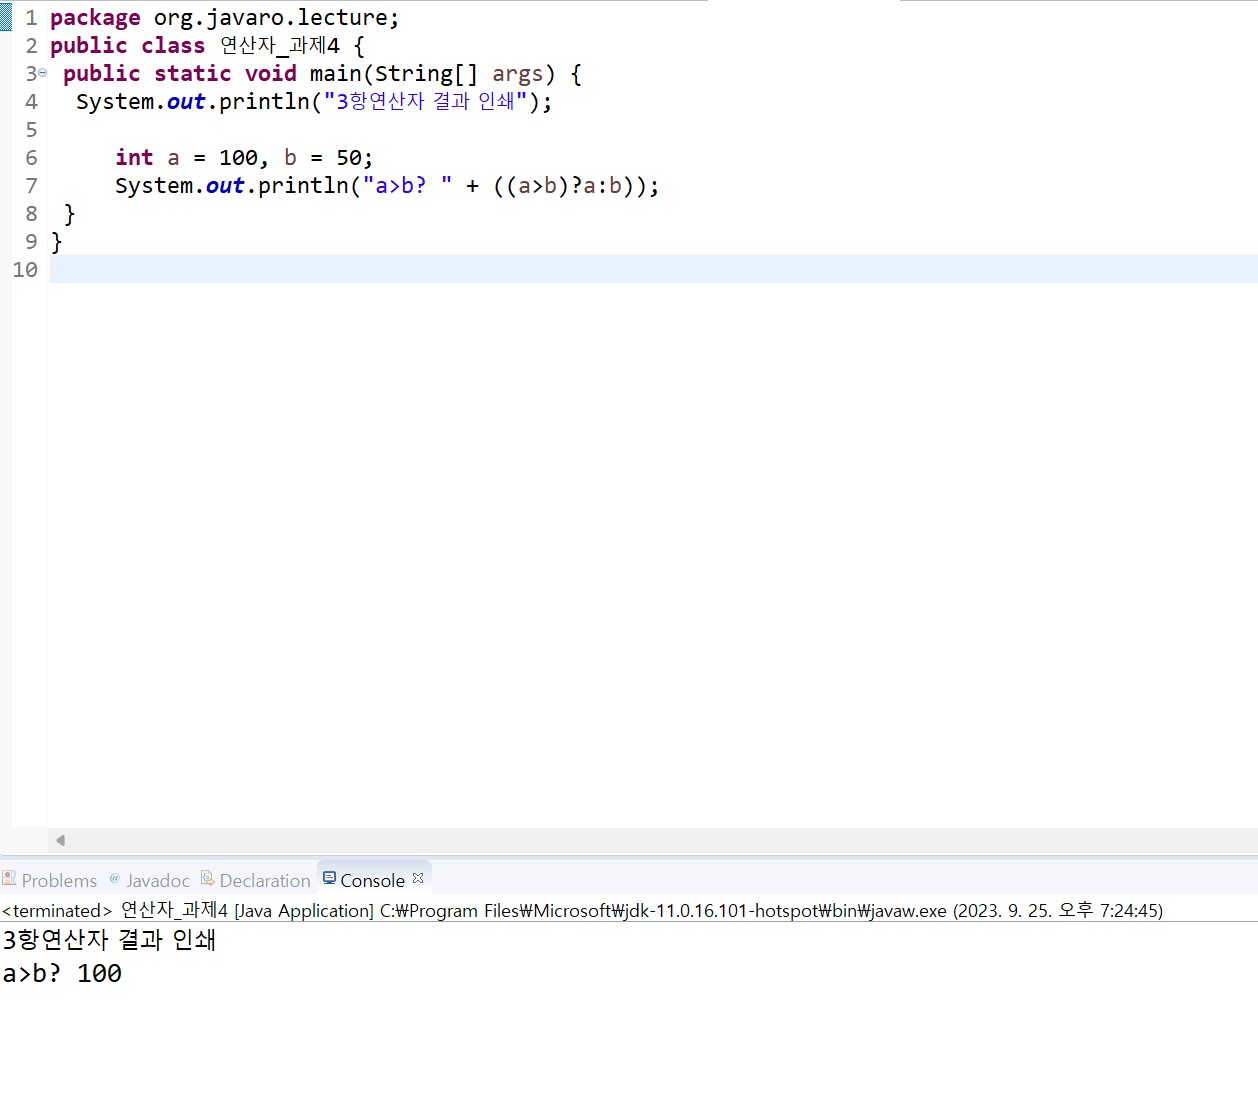 1 package org.javaro.lecture;
2 public class 연산자_과제4 {
3 public static void main(String[] args) {
4 System.out.println("3항연산자 결과 인쇄");
5
6 int a = 100, b = 50;
7 System.out.println("a>b? " + ((a>b)?a:b));
8 }
9 }
10
Problems Javadoc Declaration Console
<terminated> 연산자_과제4 [Java Application] C:₩Program Files₩Microsoft₩jdk-11.0.16.101-hotspot₩bin₩javaw.exe (2023. 9. 25. 오후 7:24:45)
3항연산자 결과 인쇄
a>b? 100